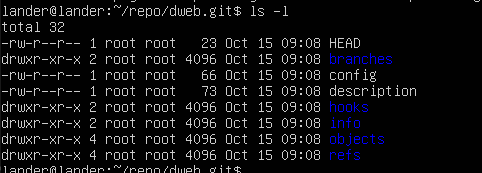 lander@lander:~/repo/dweb.git$ ls -l
total 32
-rw-r--r-- 1 root root   23 Oct 15 09:08 HEAD
drwxr-xr-x 2 root root 4096 Oct 15 09:08 branches
-rw-r--r-- 1 root root   66 Oct 15 09:08 config
-rw-r--r-- 1 root root   73 Oct 15 09:08 description
drwxr-xr-x 2 root root 4096 Oct 15 09:08 hooks
drwxr-xr-x 2 root root 4096 Oct 15 09:08 info
drwxr-xr-x 4 root root 4096 Oct 15 09:08 objects
drwxr-xr-x 4 root root 4096 Oct 15 09:08 refs
lander@lander:~/repo/dweb.git$